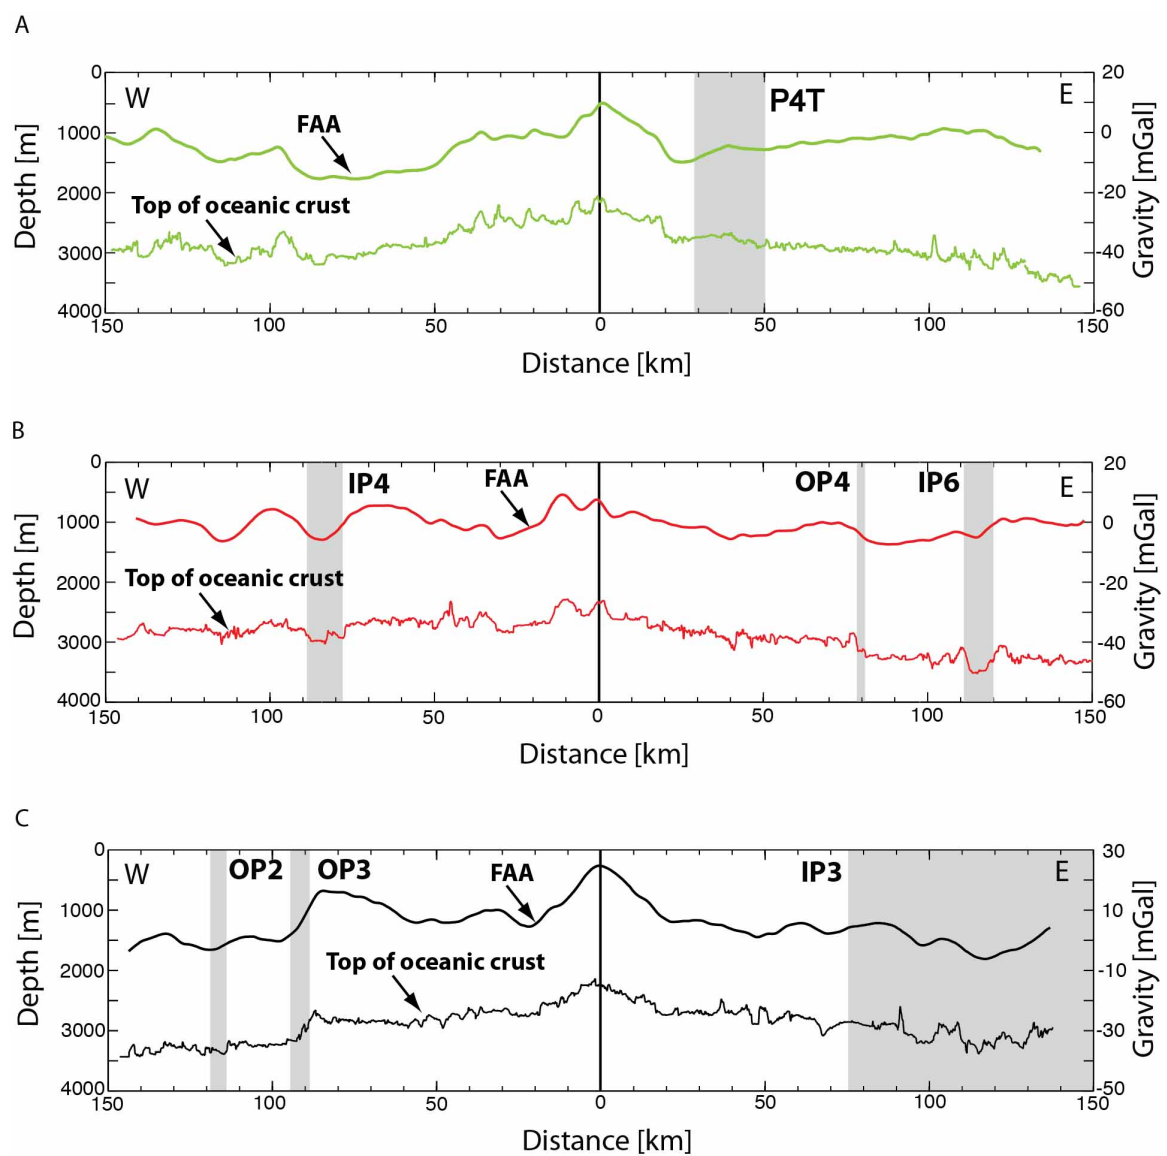 A
0 20
W P4T E
FAA
1000 0
Top of oceanic crust
2000 -20
3000 -40
4000 -60
150 100 50 0 50 100 150
Depth [m]
Gravity [mGal]
Distance [km]
B
0 20
W IP4 FAA OP4 IP6 E
1000 0
Top of oceanic crust
2000 -20
3000 -40
4000 -60
150 100 50 0 50 100 150
Depth [m]
Gravity [mGal]
Distance [km]
C
0 30
W OP2 OP3 FAA IP3 E
1000 10
Top of oceanic crust
2000 -10
3000 -30
4000 -50
150 100 50 0 50 100 150
Depth [m]
Gravity [mGal]
Distance [km]